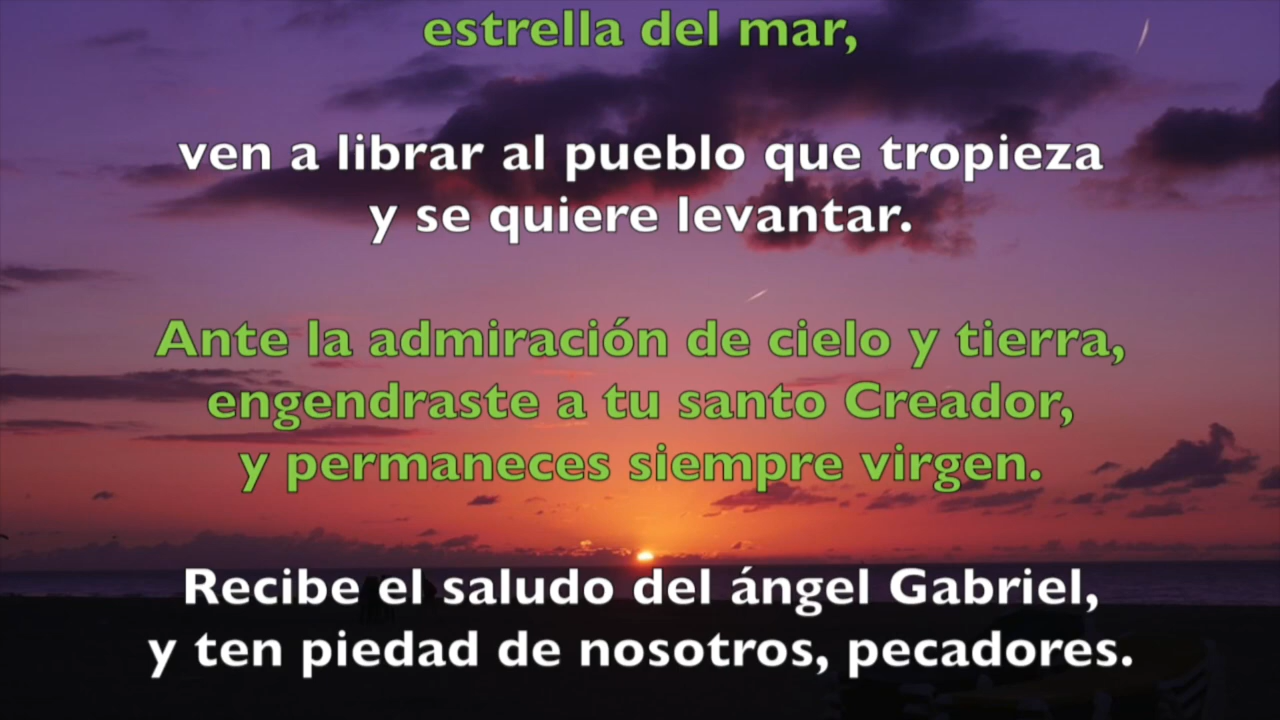 estrella del mar,
ven a librar al pueblo que tropieza
y se quiere levantar.
Ante la admiración de cielo y tierra,
engendraste a tu santo Creador,
y permaneces siempre virgen.
Recibe el saludo del ángel Gabriel,
y ten piedad de nosotros, pecadores.